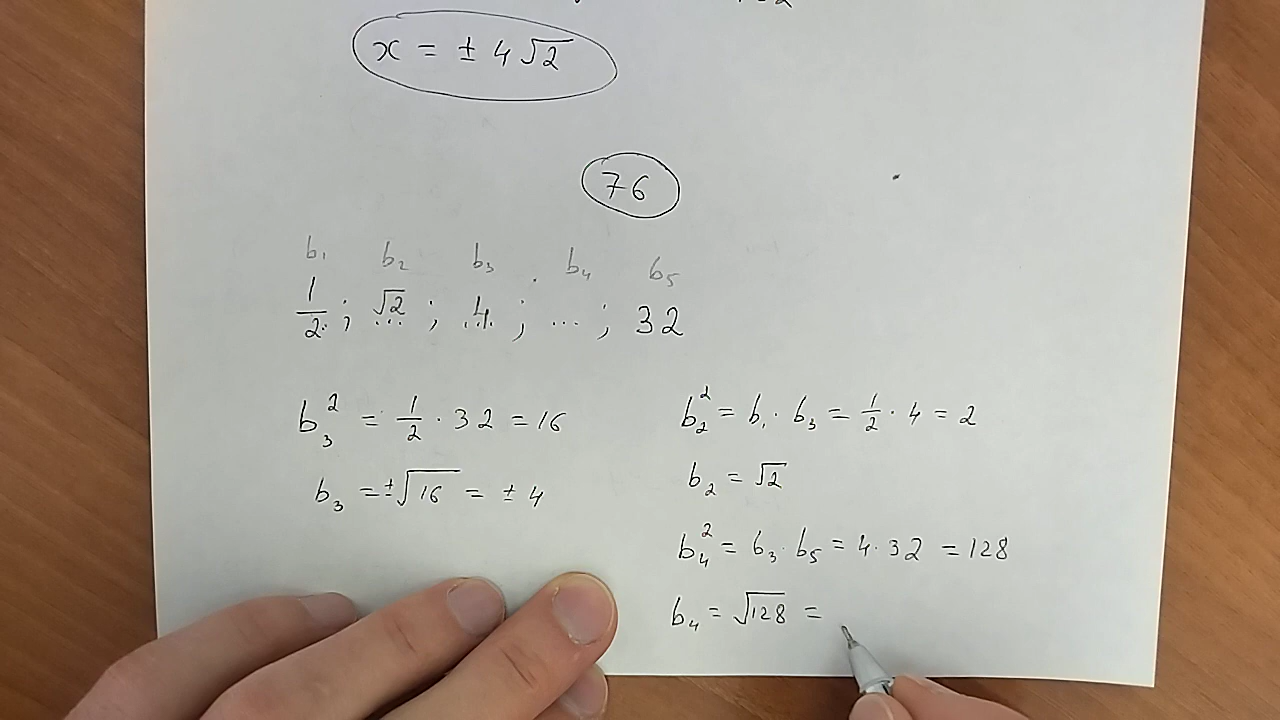 x = ± 4√2
76
b₁ b₂ b₃ b₄ b₅
1/2 ; √2 ; 4 ; ... ; 32
b₃² = 1/2 · 32 = 16
b₃ = ±√16 = ± 4
b₂² = b₁ · b₃ = 1/2 · 4 = 2
b₂ = √2
b₄² = b₃ · b₅ = 4 · 32 = 128
b₄ = √128 =